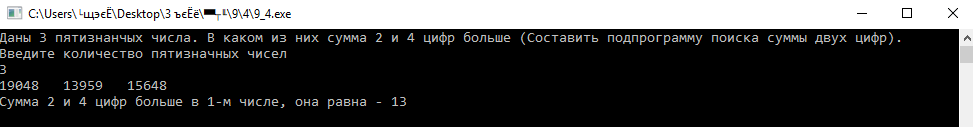 C:\Users\└щэєЁ\Desktop\3 ъєЁё\▀▀┬╨\9\4\9_4.exe
Даны 3 пятизнанчых числа. В каком из них сумма 2 и 4 цифр больше (Составить подпрограмму поиска суммы двух цифр).
Введите количество пятизначных чисел
3
19048 13959 15648
Сумма 2 и 4 цифр больше в 1-м числе, она равна - 13